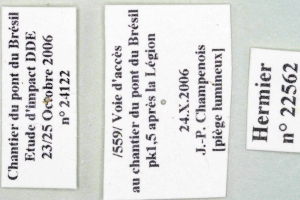 Chantier du pont du Brésil
Etude d'impact DDE
23/25 Octobre 2006
n° 24122
/559/ Voie d'accès
au chantier du pont du Brésil
pk1,5 après la Légion
24.X.2006
J.-P. Champenois
[piège lumineux]
Hermier
n° 22562